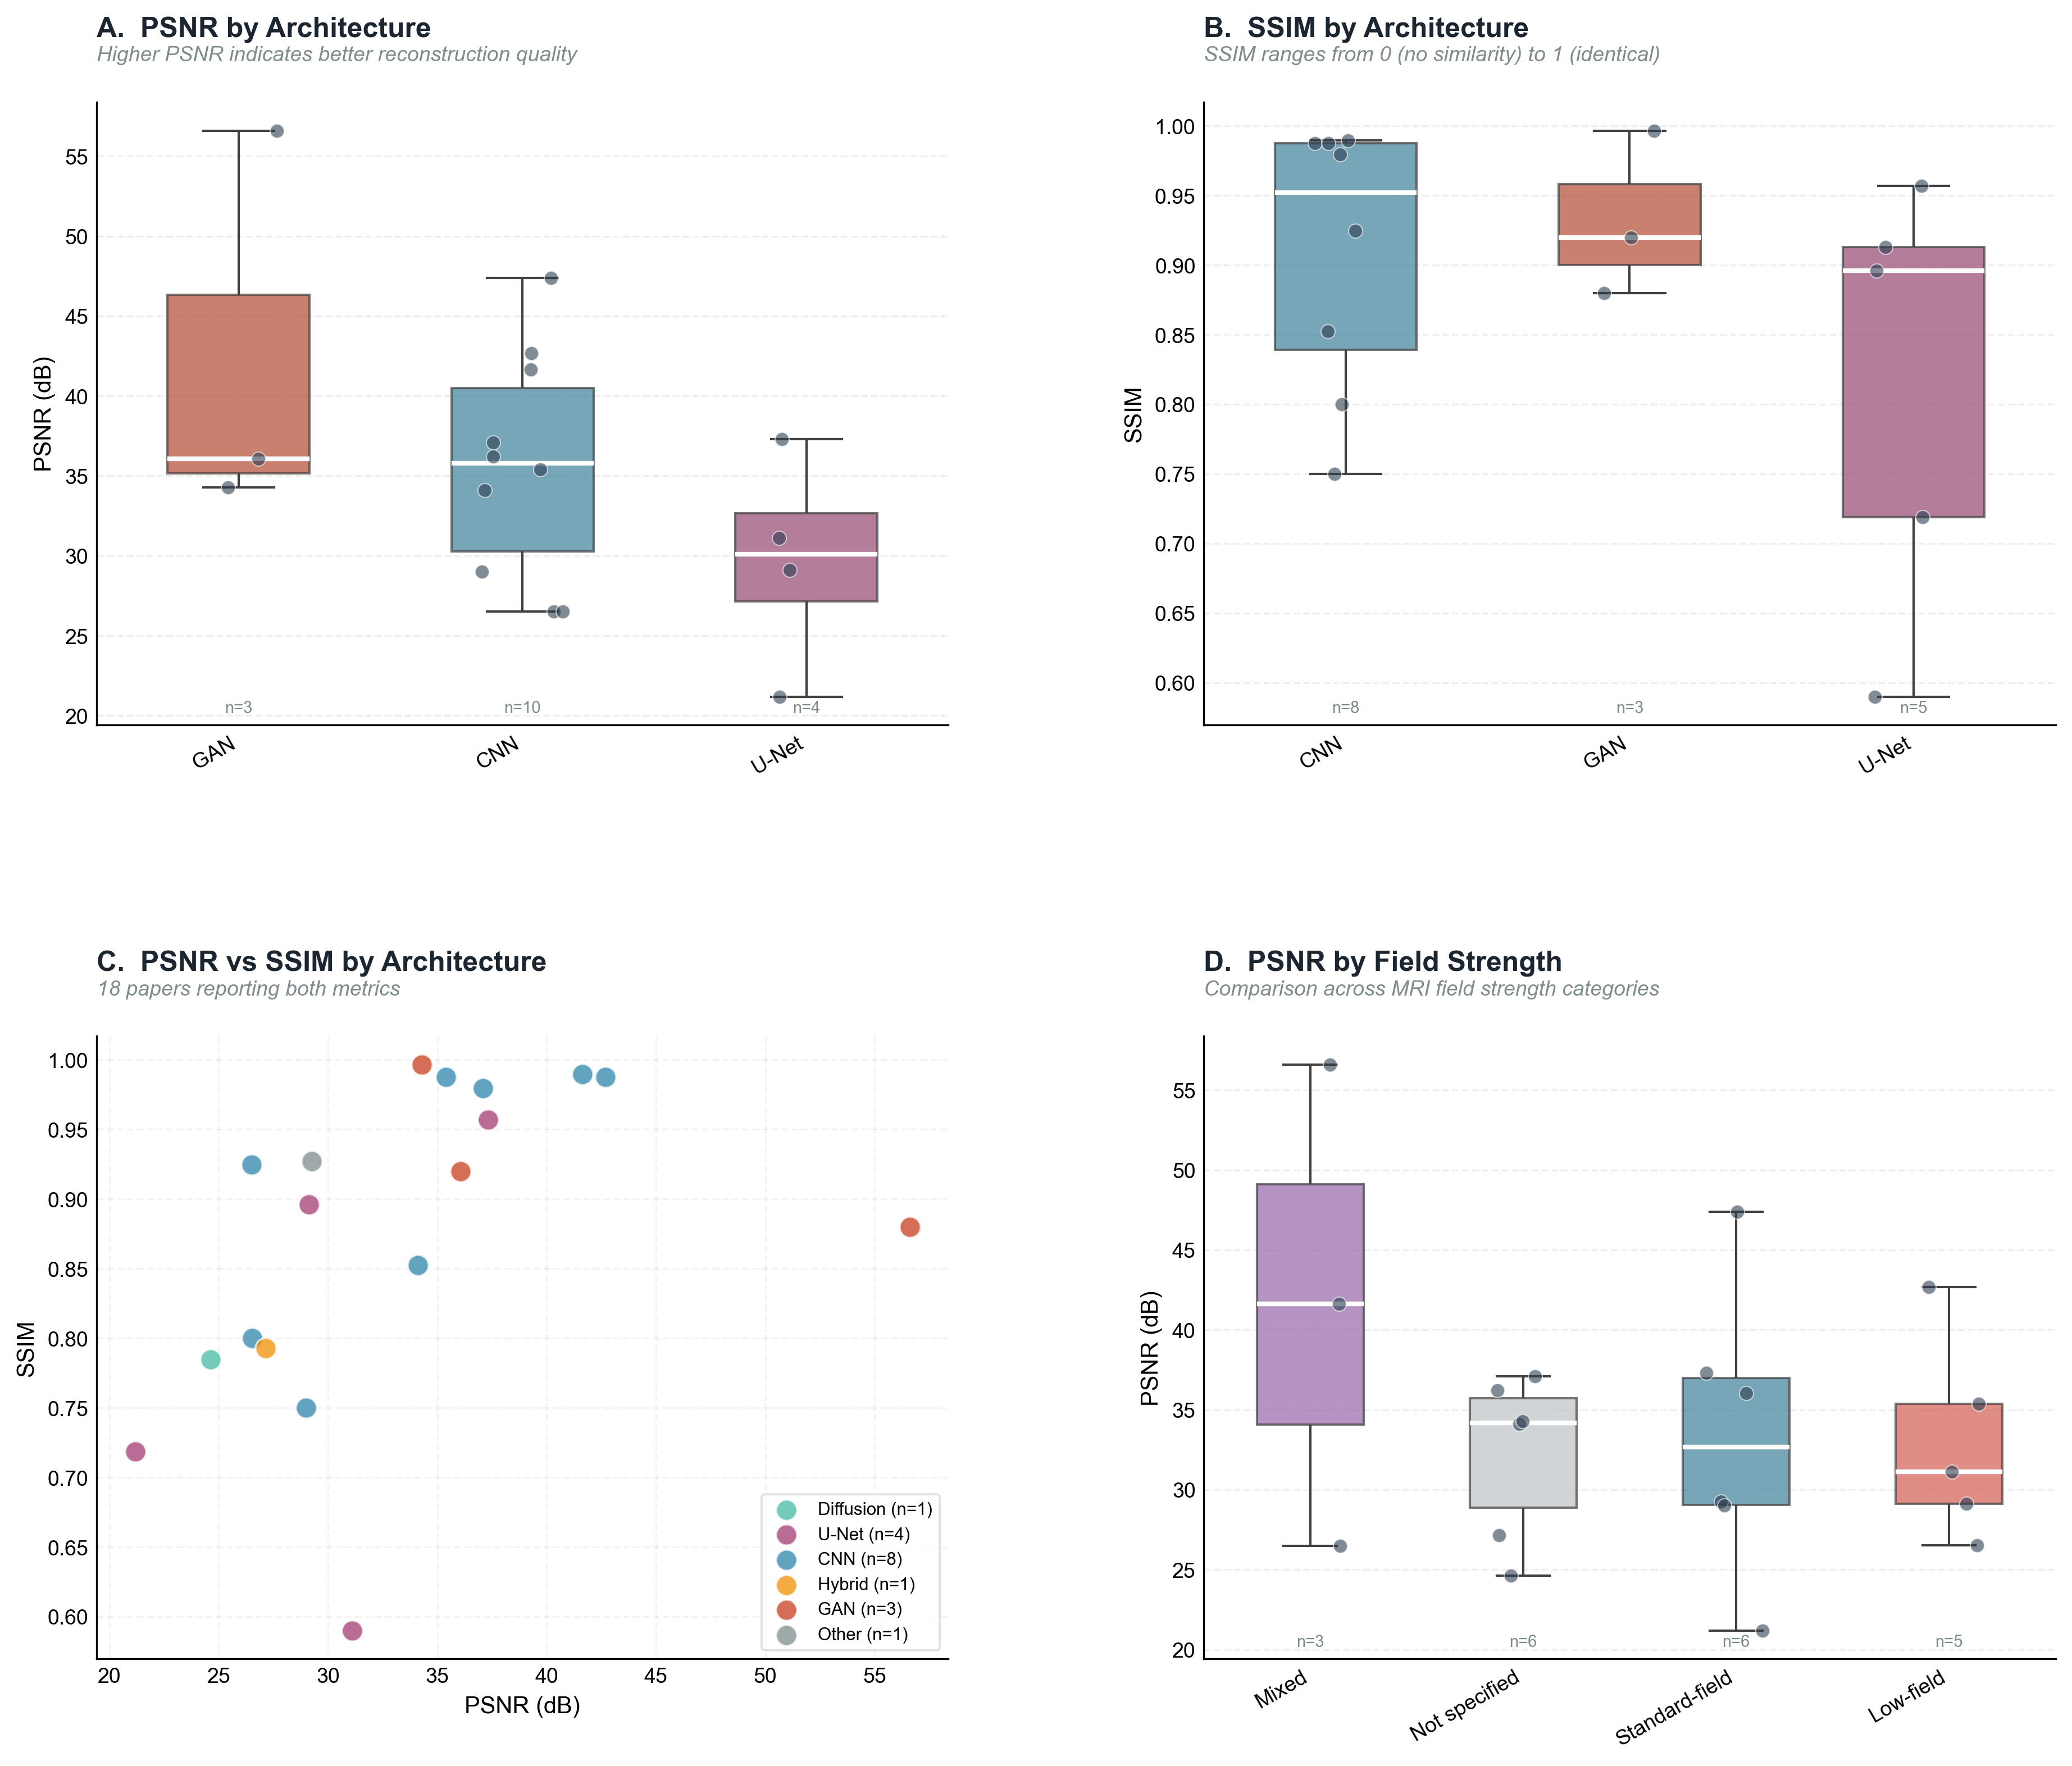 A. PSNR by Architecture
Higher PSNR indicates better reconstruction quality
PSNR (dB)
55
50
45
40
35
30
25
20
n=3
n=10
n=4
GAN
CNN
U-Net
B. SSIM by Architecture
SSIM ranges from 0 (no similarity) to 1 (identical)
SSIM
1.00
0.95
0.90
0.85
0.80
0.75
0.70
0.65
0.60
n=8
n=3
n=5
CNN
GAN
U-Net
C. PSNR vs SSIM by Architecture
18 papers reporting both metrics
SSIM
1.00
0.95
0.90
0.85
0.80
0.75
0.70
0.65
0.60
Diffusion (n=1)
U-Net (n=4)
CNN (n=8)
Hybrid (n=1)
GAN (n=3)
Other (n=1)
20 25 30 35 40 45 50 55
PSNR (dB)
D. PSNR by Field Strength
Comparison across MRI field strength categories
PSNR (dB)
55
50
45
40
35
30
25
20
n=3
n=6
n=6
n=5
Mixed
Not specified
Standard-field
Low-field